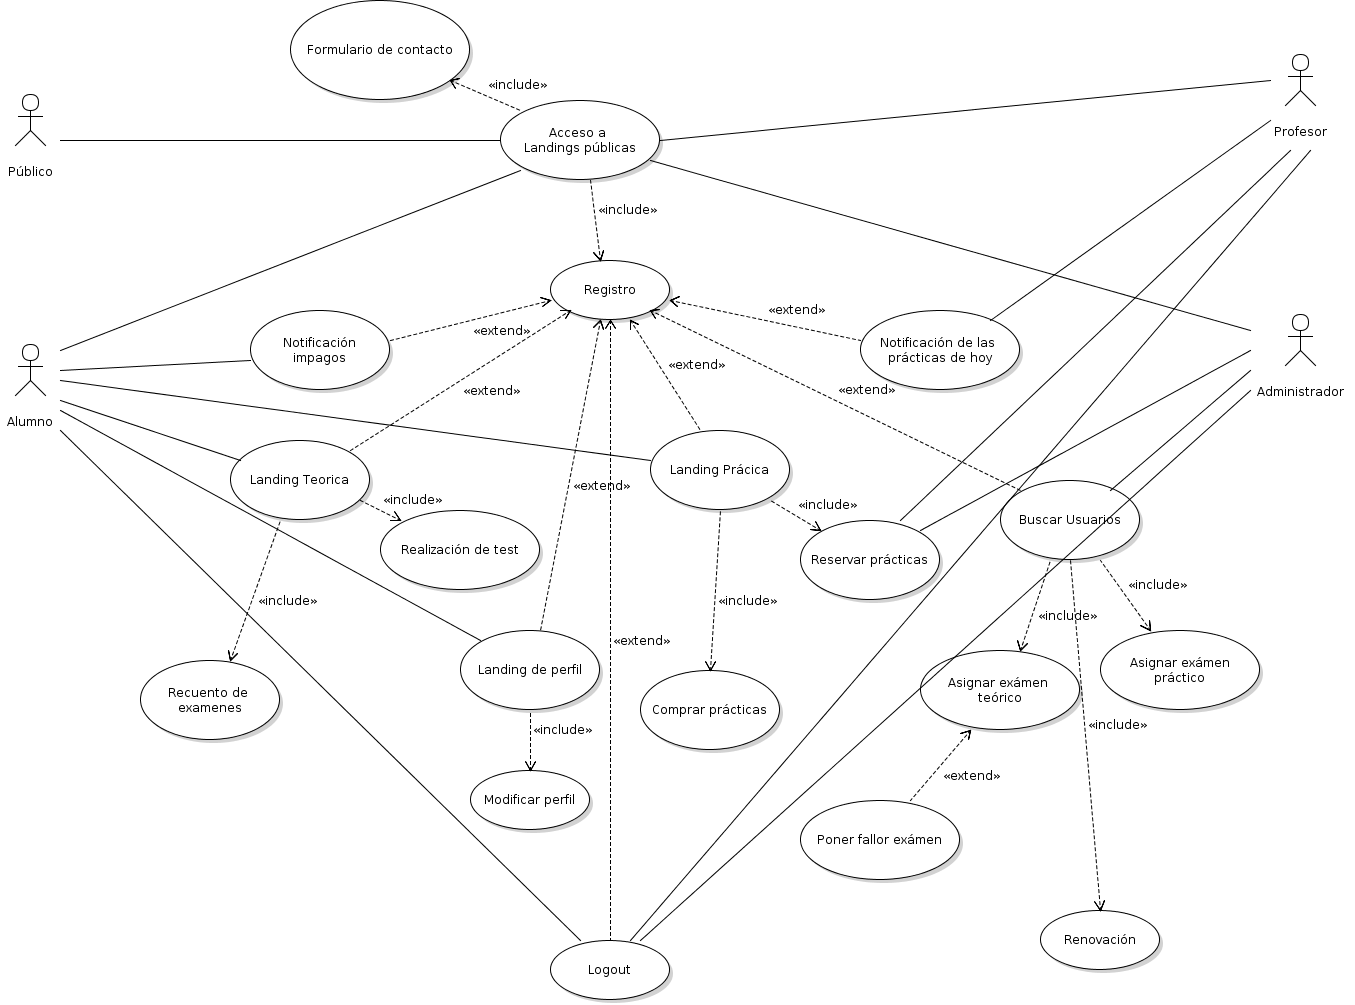 Formulario de contacto
«include»
Público
Acceso a
Landings públicas
Profesor
«include»
Registro
Notificación
impagos
«extend»
«extend»
Notificación de las
prácticas de hoy
Alumno
Administrador
«extend»
«extend»
«extend»
Landing Teorica
Landing Prácica
«include»
«extend»
«include»
Buscar Usuarios
Realización de test
Reservar prácticas
«include»
«include»
«include»
«include»
«extend»
Landing de perfil
Asignar exámen
práctico
Asignar exámen
teórico
Recuento de
examenes
Comprar prácticas
«include»
«include»
«extend»
Modificar perfil
Poner fallor exámen
Renovación
Logout